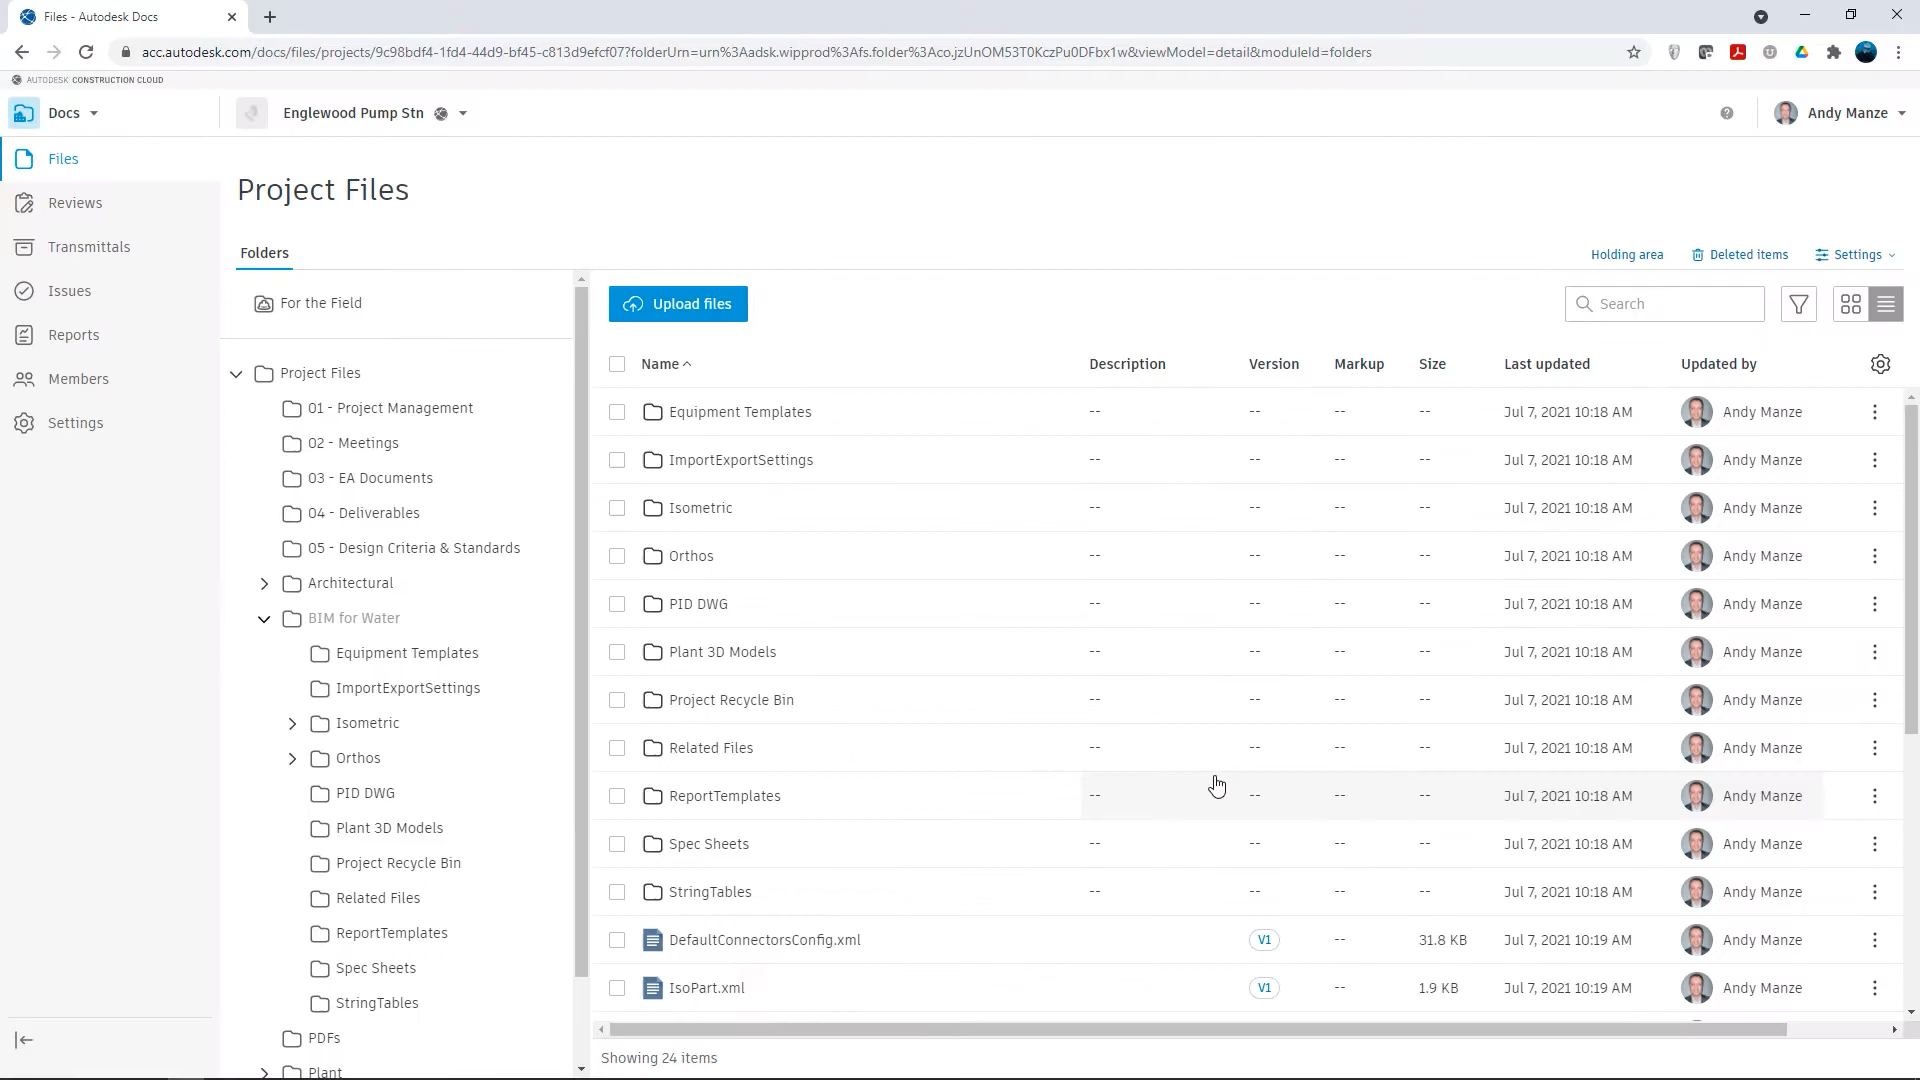 Files - Autodesk Docs
acc.autodesk.com/docs/files/projects/9c98bdf4-1fd4-44d9-bf45-c813d9efcf07?folderUrn=urn%3Aadsk.wipprod%3Afs.folder%3Aco.jzUnOM53T0KczPu0DFbx1w&viewModel=detail&moduleId=folders
AUTODESK CONSTRUCTION CLOUD
Docs
Englewood Pump Stn
Andy Manze
Files
Reviews
Transmittals
Issues
Reports
Members
Settings
Project Files
Folders
Holding area
Deleted items
Settings
For the Field
Project Files
01 - Project Management
02 - Meetings
03 - EA Documents
04 - Deliverables
05 - Design Criteria & Standards
Architectural
BIM for Water
Equipment Templates
ImportExportSettings
Isometric
Orthos
PID DWG
Plant 3D Models
Project Recycle Bin
Related Files
ReportTemplates
Spec Sheets
StringTables
PDFs
Plant
Upload files
Search
Name Description Version Markup Size Last updated Updated by
Equipment Templates -- -- -- -- Jul 7, 2021 10:18 AM Andy Manze
ImportExportSettings -- -- -- -- Jul 7, 2021 10:18 AM Andy Manze
Isometric -- -- -- -- Jul 7, 2021 10:18 AM Andy Manze
Orthos -- -- -- -- Jul 7, 2021 10:18 AM Andy Manze
PID DWG -- -- -- -- Jul 7, 2021 10:18 AM Andy Manze
Plant 3D Models -- -- -- -- Jul 7, 2021 10:18 AM Andy Manze
Project Recycle Bin -- -- -- -- Jul 7, 2021 10:18 AM Andy Manze
Related Files -- -- -- -- Jul 7, 2021 10:18 AM Andy Manze
ReportTemplates -- -- -- -- Jul 7, 2021 10:18 AM Andy Manze
Spec Sheets -- -- -- -- Jul 7, 2021 10:18 AM Andy Manze
StringTables -- -- -- -- Jul 7, 2021 10:18 AM Andy Manze
DefaultConnectorsConfig.xml V1 -- 31.8 KB Jul 7, 2021 10:19 AM Andy Manze
IsoPart.xml V1 -- 1.9 KB Jul 7, 2021 10:19 AM Andy Manze
Showing 24 items